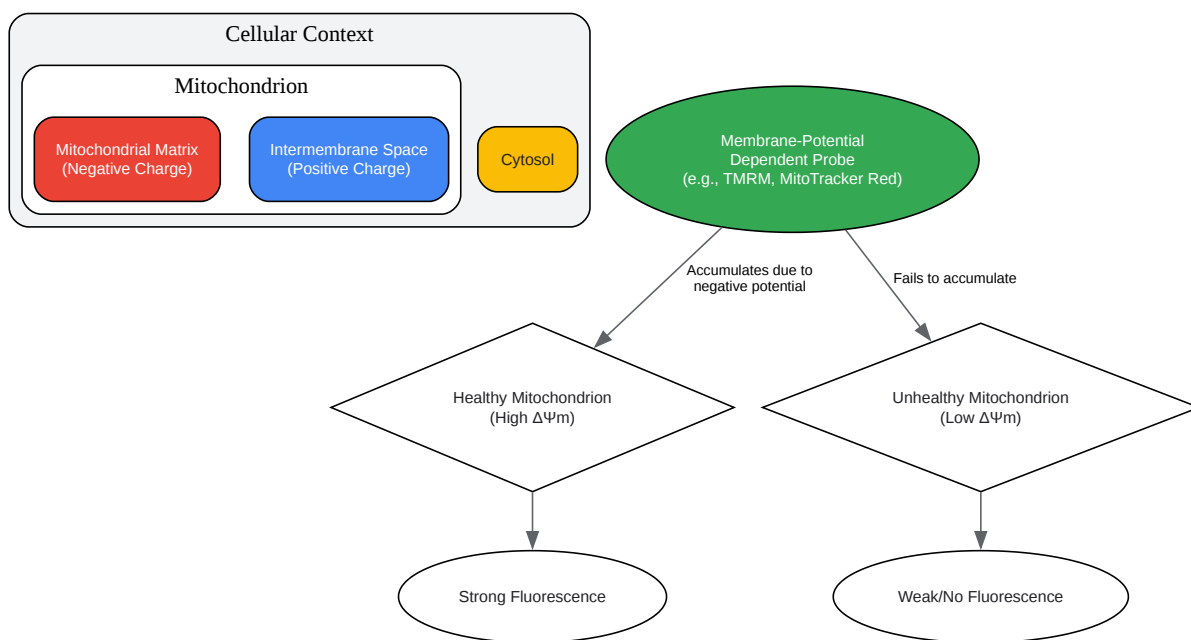 Cellular Context
Mitochondrion
Mitochondrial Matrix
(Negative Charge)
Intermembrane Space
(Positive Charge)
Cytosol
Membrane-Potential
Dependent Probe
(e.g., TMRM, MitoTracker Red)
Accumulates due to
negative potential
Fails to accumulate
Healthy Mitochondrion
(High ΔΨm)
Unhealthy Mitochondrion
(Low ΔΨm)
Strong Fluorescence
Weak/No Fluorescence